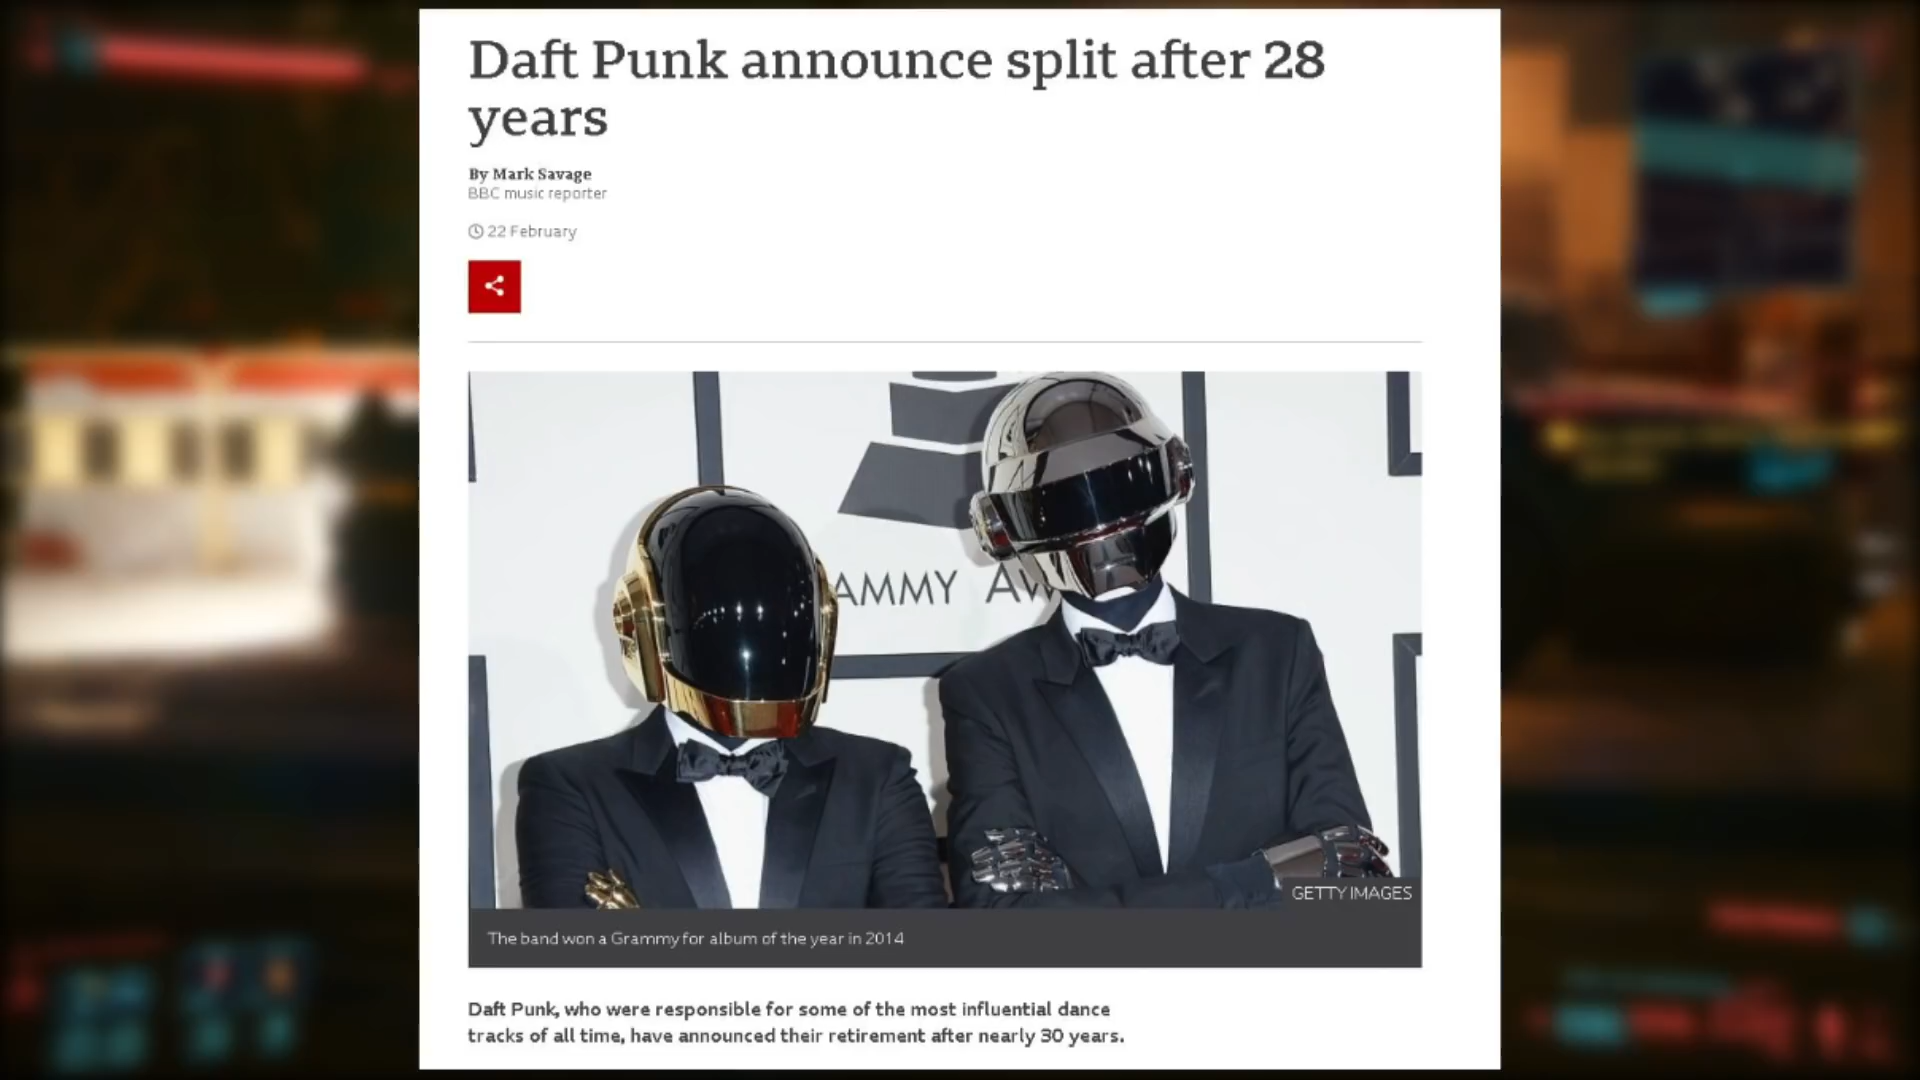 Daft Punk announce split after 28
years
By Mark Savage
BBC music reporter
22 February
AMMY AW
GETTY IMAGES
The band won a Grammy for album of the year in 2014
Daft Punk, who were responsible for some of the most influential dance
tracks of all time, have announced their retirement after nearly 30 years.